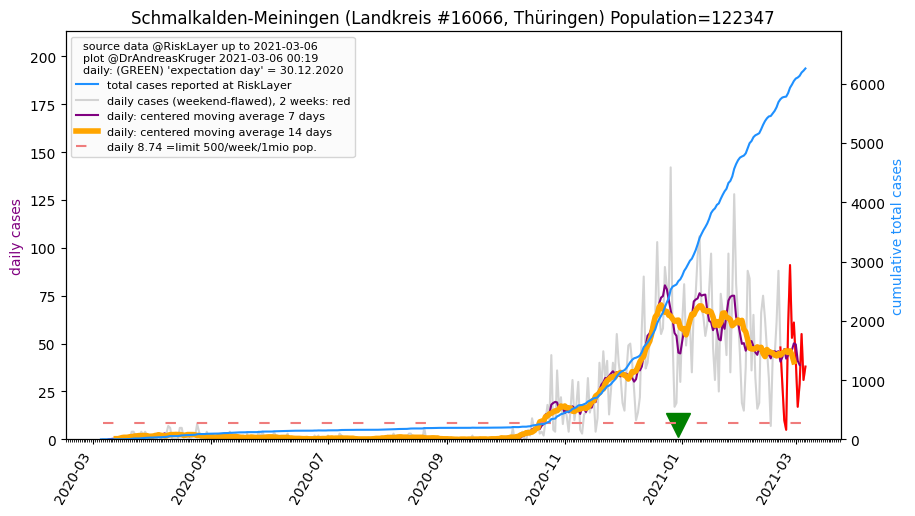 Schmalkalden-Meiningen (Landkreis #16066, Thüringen) Population=122347
source data @RiskLayer up to 2021-03-06
plot @DrAndreasKruger 2021-03-06 00:19
daily: (GREEN) 'expectation day' = 30.12.2020
total cases reported at RiskLayer
daily cases (weekend-flawed), 2 weeks: red
daily: centered moving average 7 days
daily: centered moving average 14 days
daily 8.74 =limit 500/week/1mio pop.
daily cases
200
175
150
125
100
75
50
25
0
cumulative total cases
6000
5000
4000
3000
2000
1000
0
2020-03
2020-05
2020-07
2020-09
2020-11
2021-01
2021-03